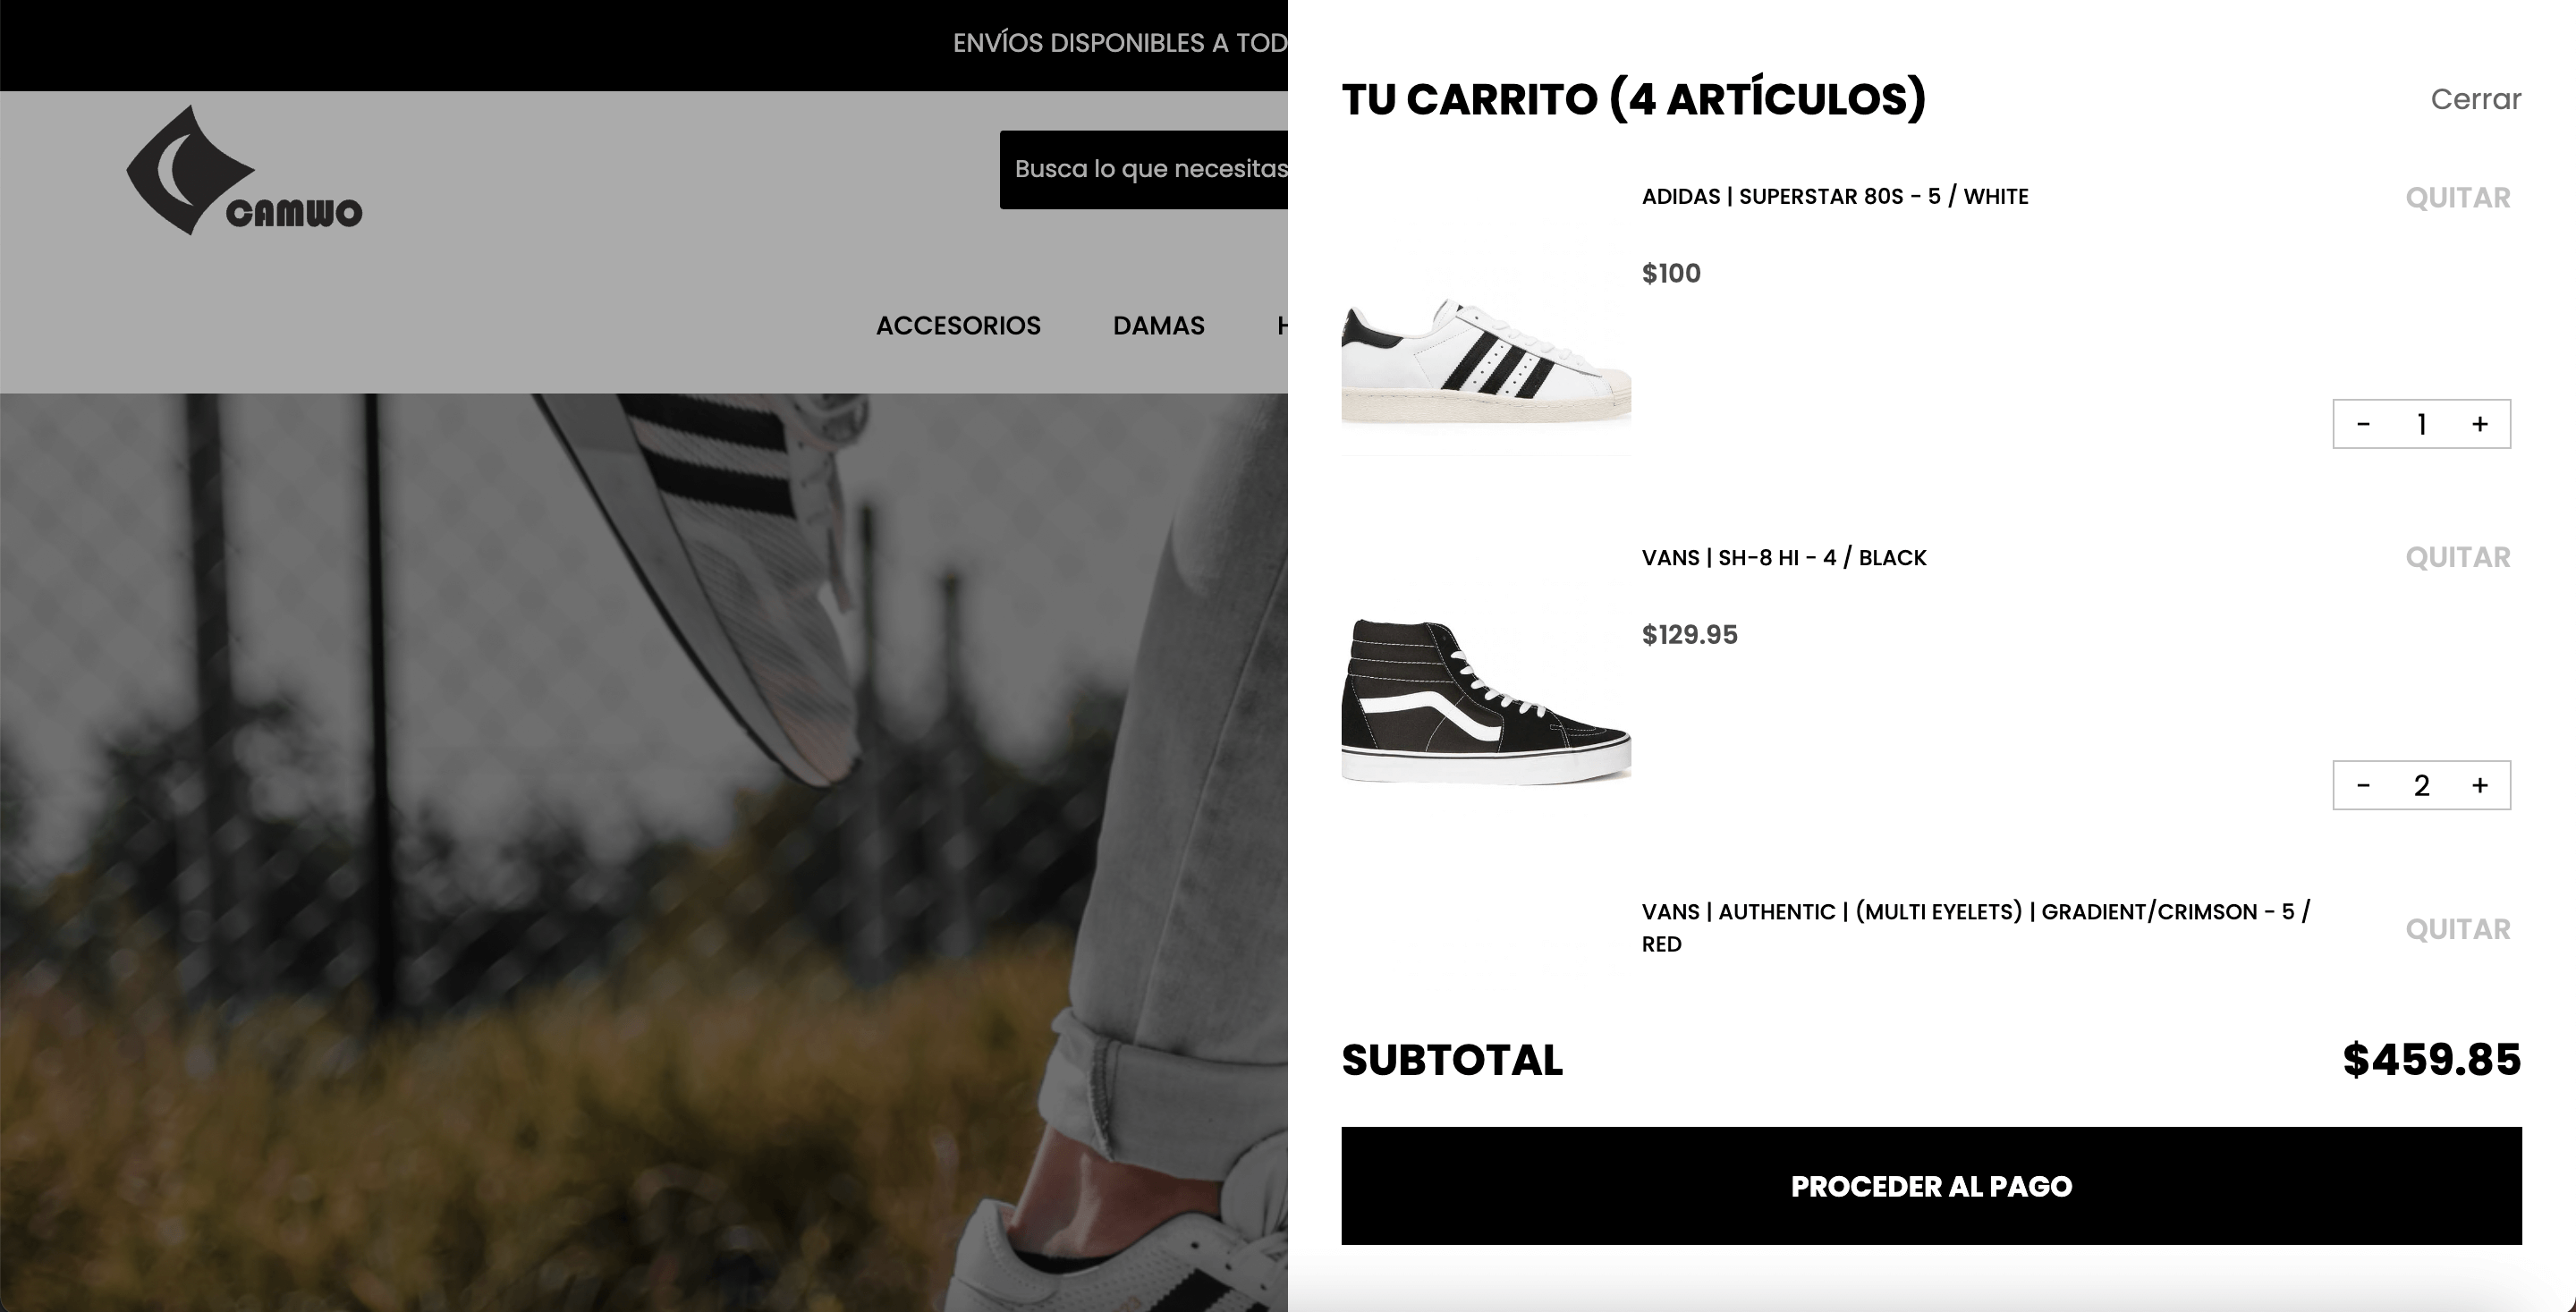 ENVÍOS DISPONIBLES A TOD
CAMWO
Busca lo que necesitas
ACCESORIOS DAMAS H
TU CARRITO (4 ARTÍCULOS) Cerrar
ADIDAS | SUPERSTAR 80S - 5 / WHITE QUITAR
$100
- 1 +
VANS | SH-8 HI - 4 / BLACK QUITAR
$129.95
- 2 +
VANS | AUTHENTIC | (MULTI EYELETS) | GRADIENT/CRIMSON - 5 /
RED
QUITAR
SUBTOTAL $459.85
PROCEDER AL PAGO